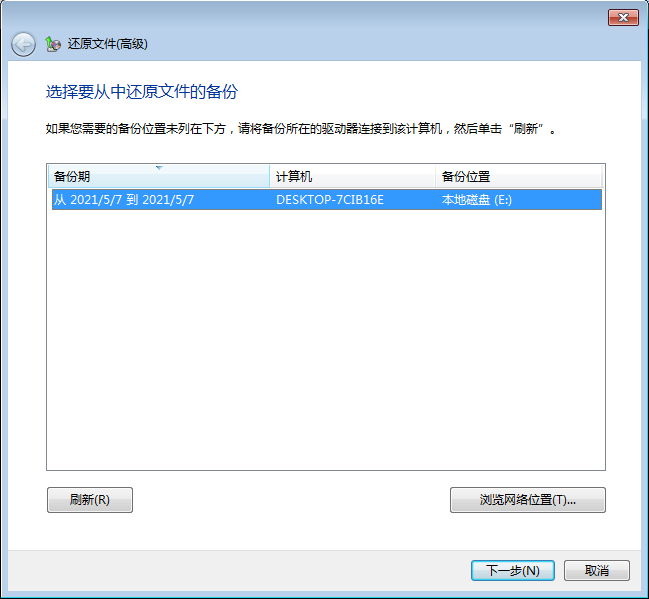 还原文件(高级)
选择要从中还原文件的备份
如果您需要的备份位置未列在下方，请将备份所在的驱动器连接到该计算机，然后单击“刷新”。
备份期 计算机 备份位置
从 2021/5/7 到 2021/5/7 DESKTOP-7CIB16E 本地磁盘 (E:)
刷新(R) 浏览网络位置(T)...
下一步(N) 取消